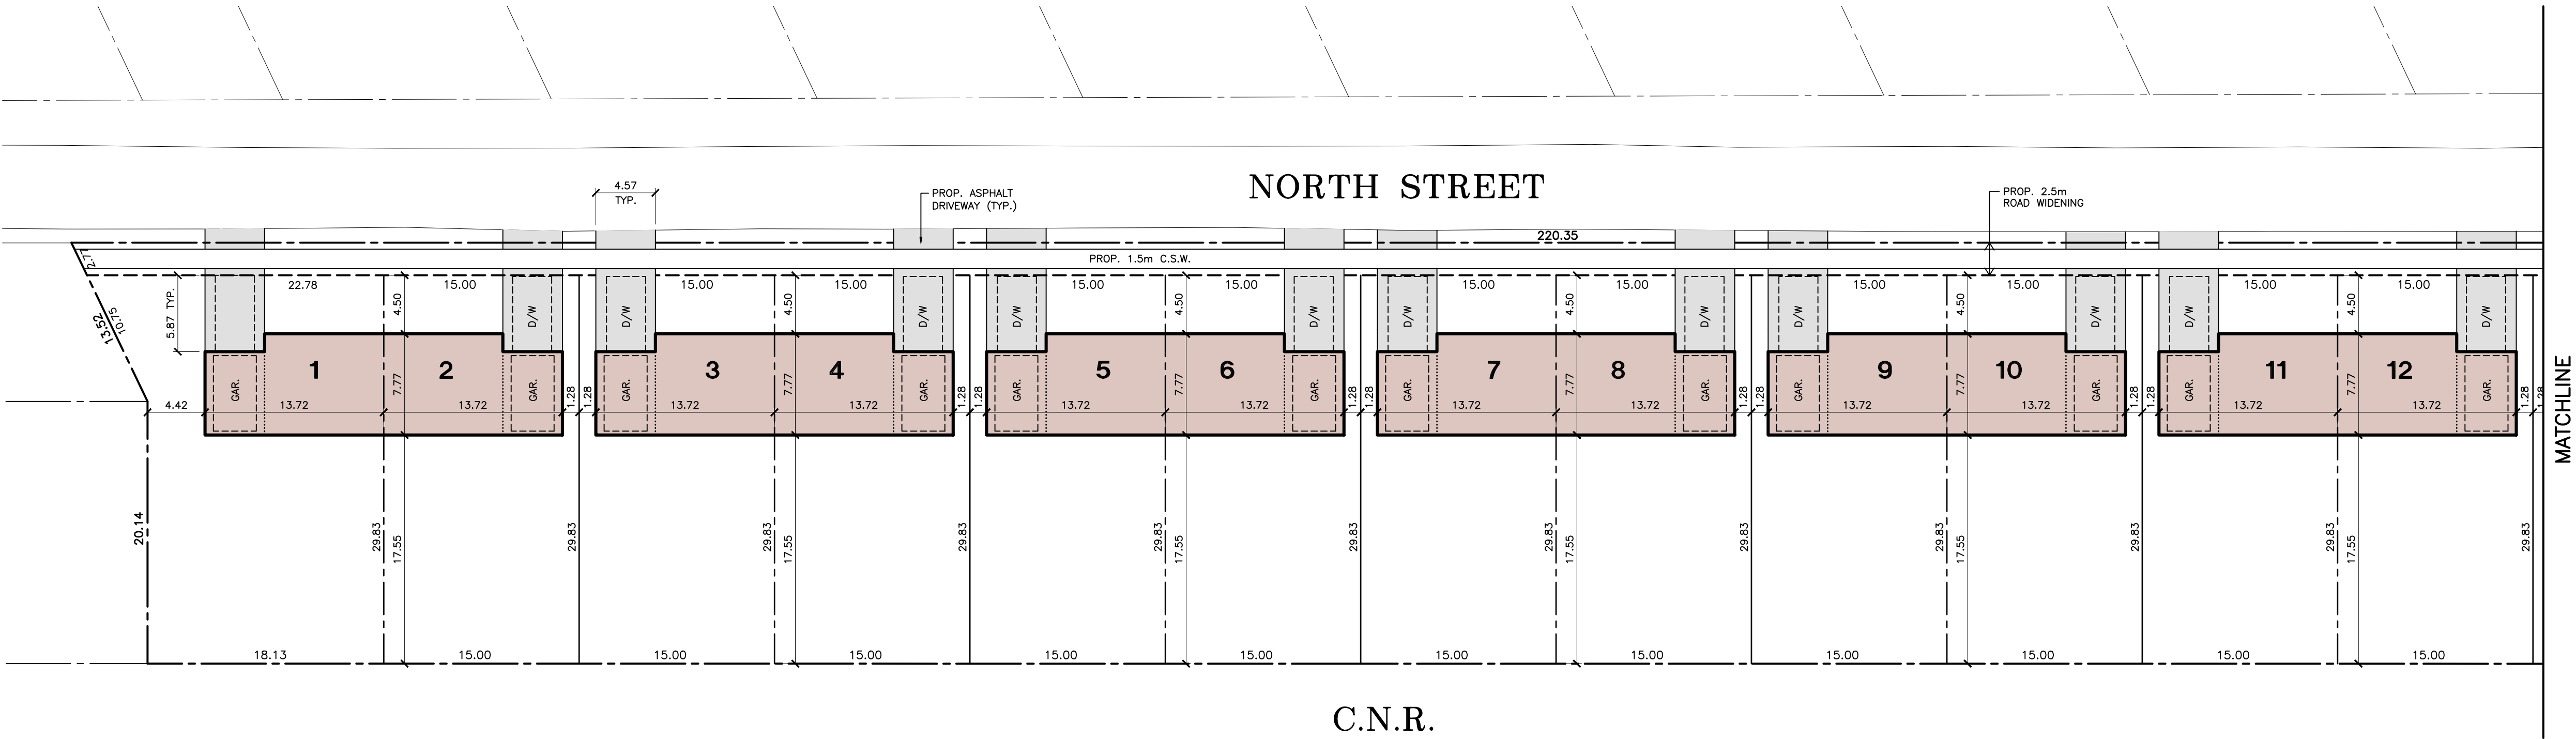 NORTH STREET
4.57
TYP.
PROP. ASPHALT
DRIVEWAY (TYP.)
PROP. 2.5m
ROAD WIDENING
220.35
PROP. 1.5m C.S.W.
2.71
13.52
10.75
5.87 TYP.
22.78
15.00
15.00
15.00
15.00
15.00
15.00
15.00
15.00
15.00
15.00
15.00
4.50
4.50
4.50
4.50
4.50
4.50
D/W
D/W
D/W
D/W
D/W
D/W
D/W
D/W
D/W
D/W
D/W
1
2
3
4
5
6
7
8
9
10
11
12
GAR.
GAR.
GAR.
GAR.
GAR.
GAR.
GAR.
GAR.
GAR.
GAR.
GAR.
GAR.
7.77
7.77
7.77
7.77
7.77
7.77
4.42
13.72
13.72
1.28
1.28
13.72
13.72
1.28
1.28
13.72
13.72
1.28
1.28
13.72
13.72
1.28
1.28
13.72
13.72
1.28
1.28
13.72
13.72
1.28
1.28
MATCHLINE
20.14
29.83
17.55
29.83
29.83
17.55
29.83
29.83
17.55
29.83
29.83
17.55
29.83
29.83
17.55
29.83
29.83
17.55
29.83
18.13
15.00
15.00
15.00
15.00
15.00
15.00
15.00
15.00
15.00
15.00
15.00
C.N.R.